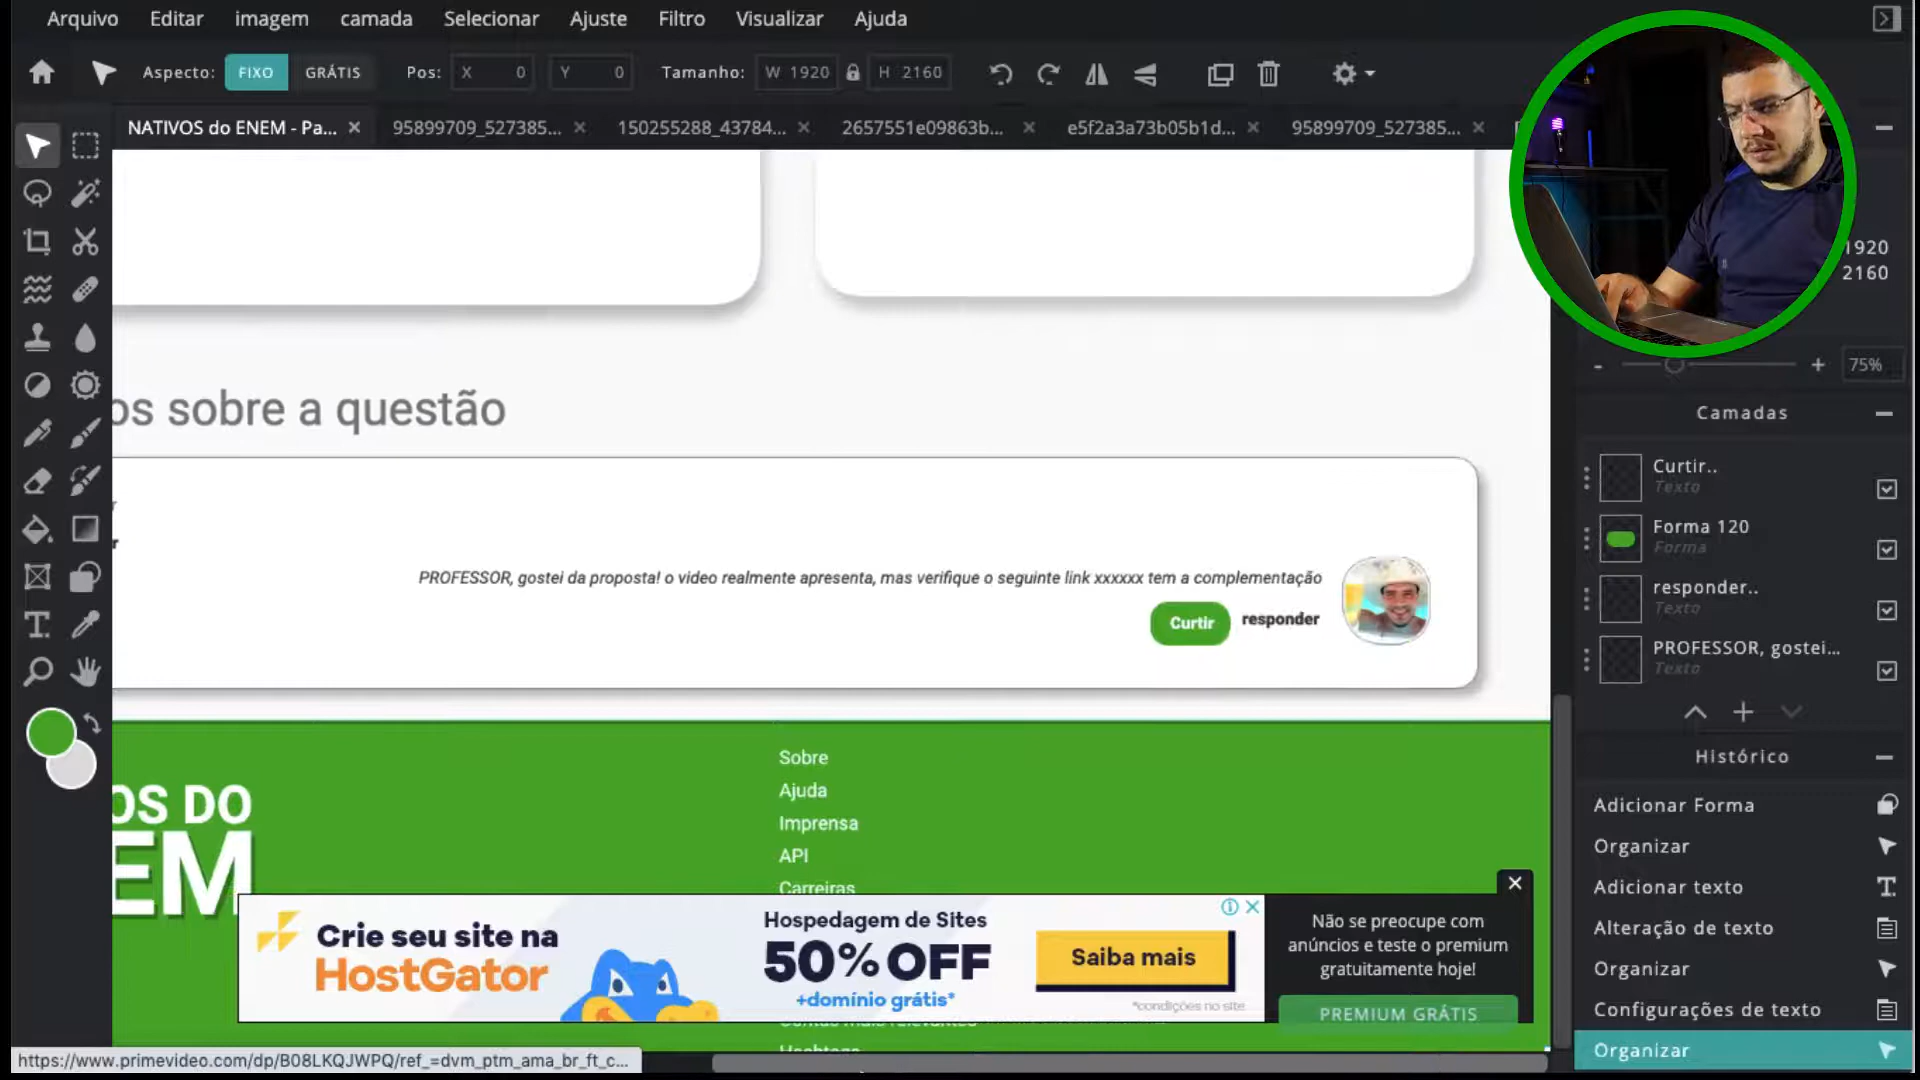 Arquivo Editar imagem camada Selecionar Ajuste Filtro Visualizar Ajuda
Aspecto: FIXO GRÁTIS Pos: X 0 Y 0 Tamanho: W 1920 H 2160
NATIVOS do ENEM - Pa... 95899709_527385... 150255288_43784... 2657551e09863b... e5f2a3a73b05b1d... 95899709_527385...
1920
2160
75%
os sobre a questão
PROFESSOR, gostei da proposta! o video realmente apresenta, mas verifique o seguinte link xxxxxx tem a complementação
Curtir responder
OS DO
EM
Sobre
Ajuda
Imprensa
API
Carreiras
Crie seu site na
HostGator
Hospedagem de Sites
50% OFF
+domínio grátis*
Saiba mais
*condições no site
Não se preocupe com
anúncios e teste o premium
gratuitamente hoje!
PREMIUM GRÁTIS
Hashtags
https://www.primevideo.com/dp/B08LKQJWPQ/ref_=dvm_ptm_ama_br_ft_c...
Camadas
Curtir..
Texto
Forma 120
Forma
responder..
Texto
PROFESSOR, gostei...
Texto
Histórico
Adicionar Forma
Organizar
Adicionar texto
Alteração de texto
Organizar
Configurações de texto
Organizar